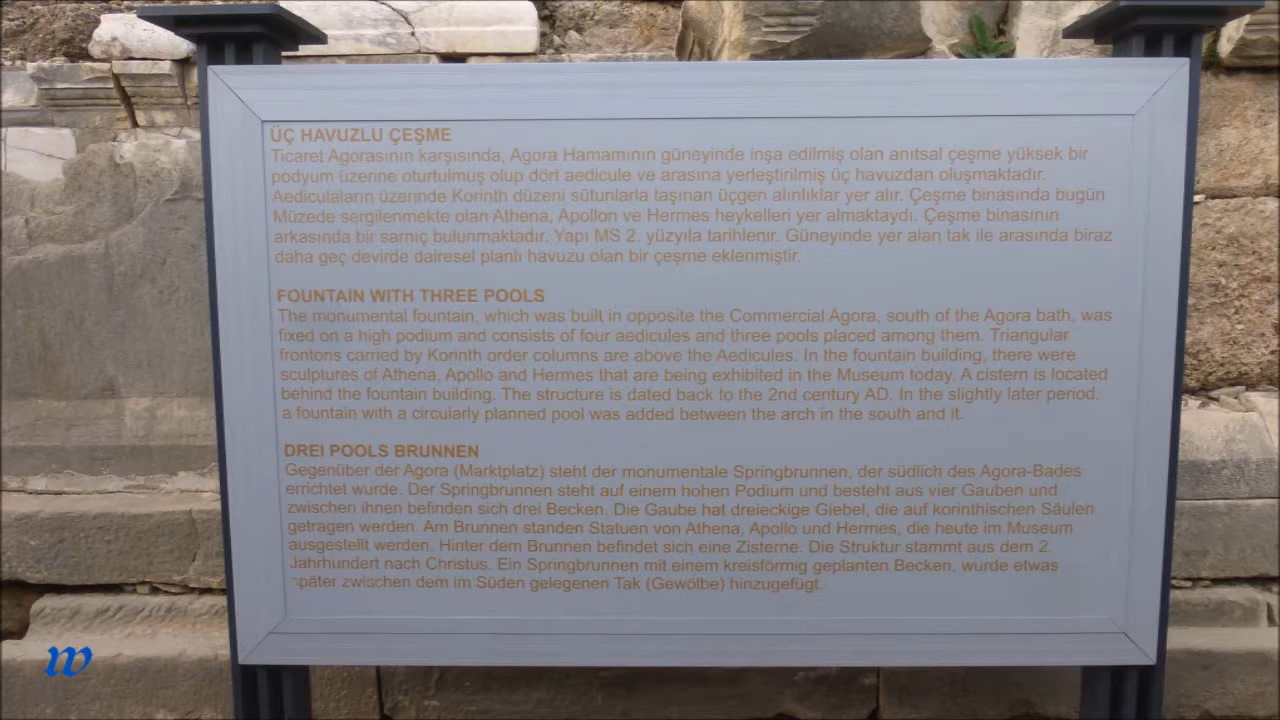 ÜÇ HAVUZLU ÇEŞME
Ticaret Agorasının karşısında, Agora Hamamının güneyinde inşa edilmiş olan anıtsal çeşme yüksek bir
podyum üzerine oturtulmuş olup dört aedicule ve arasına yerleştirilmiş üç havuzdan oluşmaktadır.
Aediculaların üzerinde Korinth düzeni sütunlarla taşınan üçgen alınlıklar yer alır. Çeşme binasında bugün
Müzede sergilenmekte olan Athena, Apollon ve Hermes heykelleri yer almaktaydı. Çeşme binasının
arkasında bir sarnıç bulunmaktadır. Yapı MS 2. yüzyıla tarihlenir. Güneyinde yer alan tak ile arasında biraz
daha geç devirde dairesel planlı havuzu olan bir çeşme eklenmiştir.
FOUNTAIN WITH THREE POOLS
The monumental fountain, which was built in opposite the Commercial Agora, south of the Agora bath, was
fixed on a high podium and consists of four aedicules and three pools placed among them. Triangular
frontons carried by Korinth order columns are above the Aedicules. In the fountain building, there were
sculptures of Athena, Apollo and Hermes that are being exhibited in the Museum today. A cistern is located
behind the fountain building. The structure is dated back to the 2nd century AD. In the slightly later period,
a fountain with a circularly planned pool was added between the arch in the south and it.
DREI POOLS BRUNNEN
Gegenüber der Agora (Marktplatz) steht der monumentale Springbrunnen, der südlich des Agora-Bades
errichtet wurde. Der Springbrunnen steht auf einem hohen Podium und besteht aus vier Gauben und
zwischen ihnen befinden sich drei Becken. Die Gaube hat dreieckige Giebel, die auf korinthischen Säulen
getragen werden. Am Brunnen standen Statuen von Athena, Apollo und Hermes, die heute im Museum
ausgestellt werden. Hinter dem Brunnen befindet sich eine Zisterne. Die Struktur stammt aus dem 2.
Jahrhundert nach Christus. Ein Springbrunnen mit einem kreisförmig geplanten Becken, wurde etwas
später zwischen dem im Süden gelegenen Tak (Gewölbe) hinzugefügt.
w